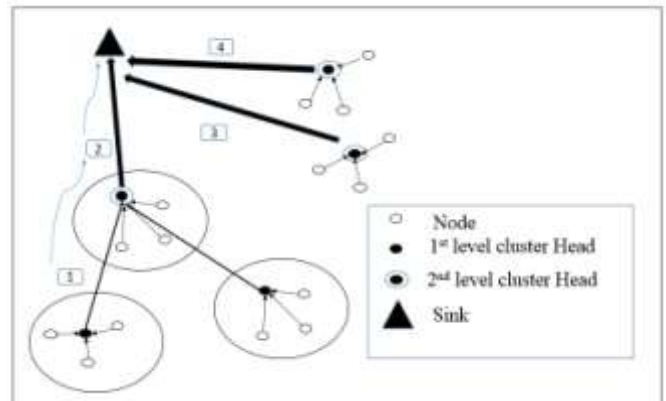 4
3
2
1
Node
1st level cluster Head
2nd level cluster Head
Sink